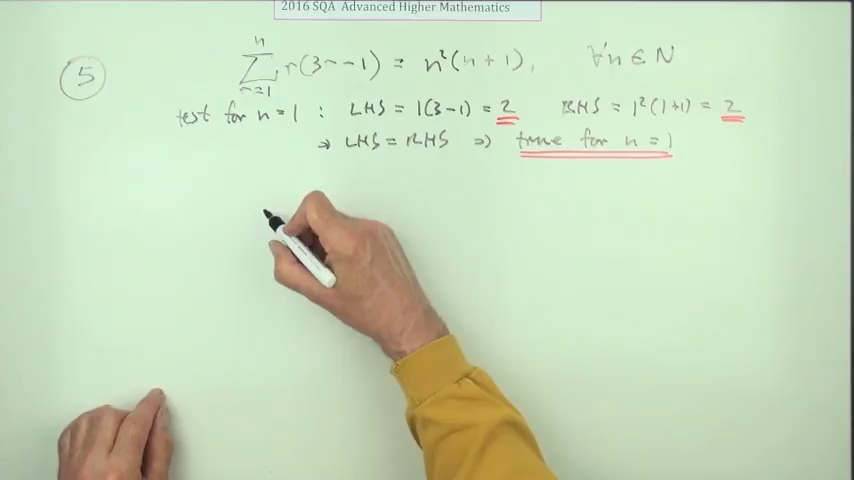 2016 SQA Advanced Higher Mathematics
5
n
∑ r(3r-1) = n²(n+1), ∀n ∈ N
r=1
test for n=1 : LHS = 1(3-1) = 2 RHS = 1²(1+1) = 2
⇒ LHS = RHS ⇒ true for n = 1